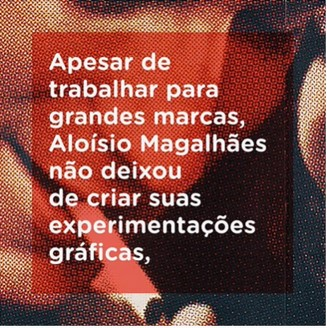 Apesar de
trabalhar para
grandes marcas,
Aloísio Magalhães
não deixou
de criar suas
experimentações
gráficas,